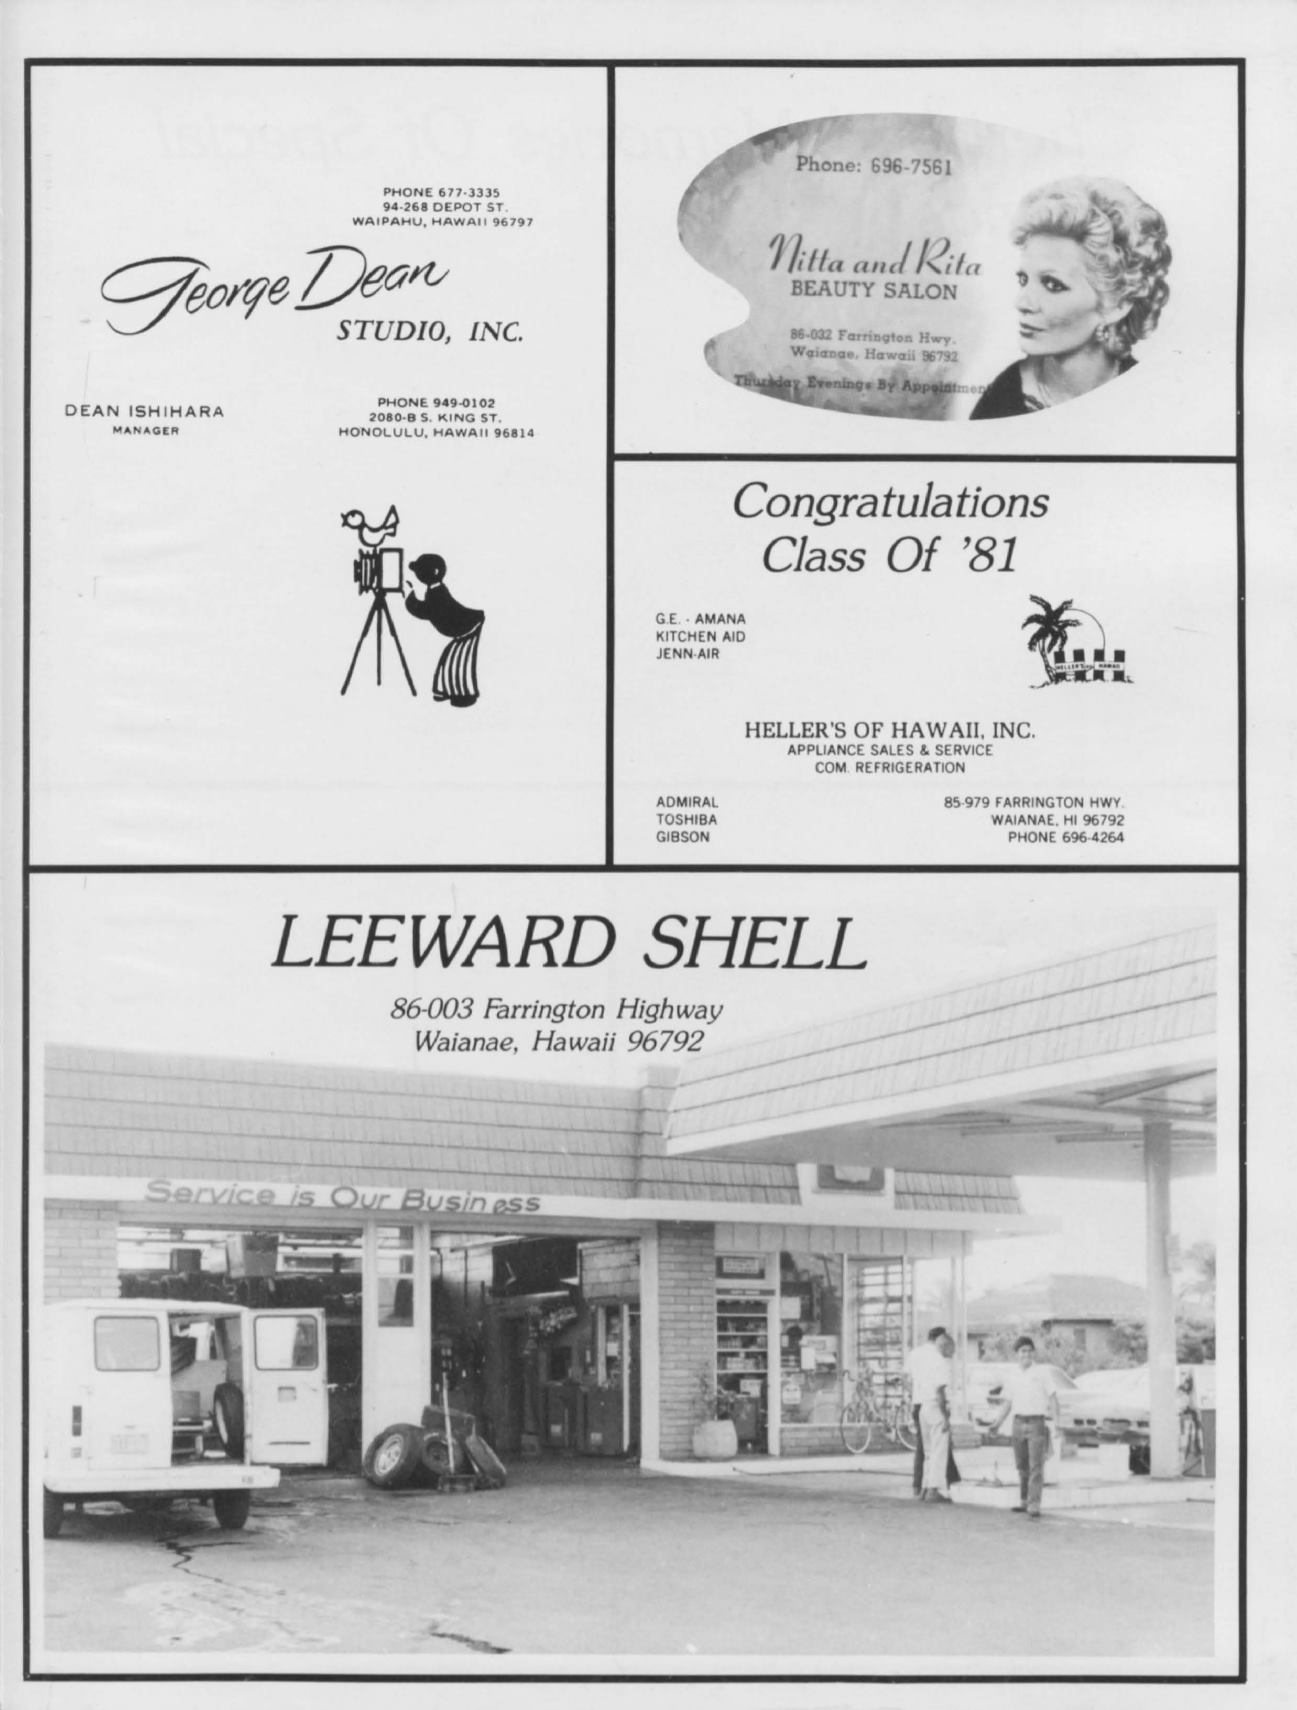 PHONE 677-3335
94-268 DEPOT ST.
WAIPAHU, HAWAII 96797
George Dean
STUDIO, INC.
DEAN ISHIHARA
MANAGER
PHONE 949-0102
2080-B S. KING ST.
HONOLULU, HAWAII 96814
Phone: 696-7561
Nitta and Rita
BEAUTY SALON
86-032 Farrington Hwy.
Waianae, Hawaii 96792
Thursday Evenings By Appointment
Congratulations
Class Of '81
G.E. - AMANA
KITCHEN AID
JENN-AIR
HELLER'S HAWAII
HELLER'S OF HAWAII, INC.
APPLIANCE SALES & SERVICE
COM. REFRIGERATION
ADMIRAL
TOSHIBA
GIBSON
85-979 FARRINGTON HWY.
WAIANAE, HI 96792
PHONE 696-4264
LEEWARD SHELL
86-003 Farrington Highway
Waianae, Hawaii 96792
Service is Our Business